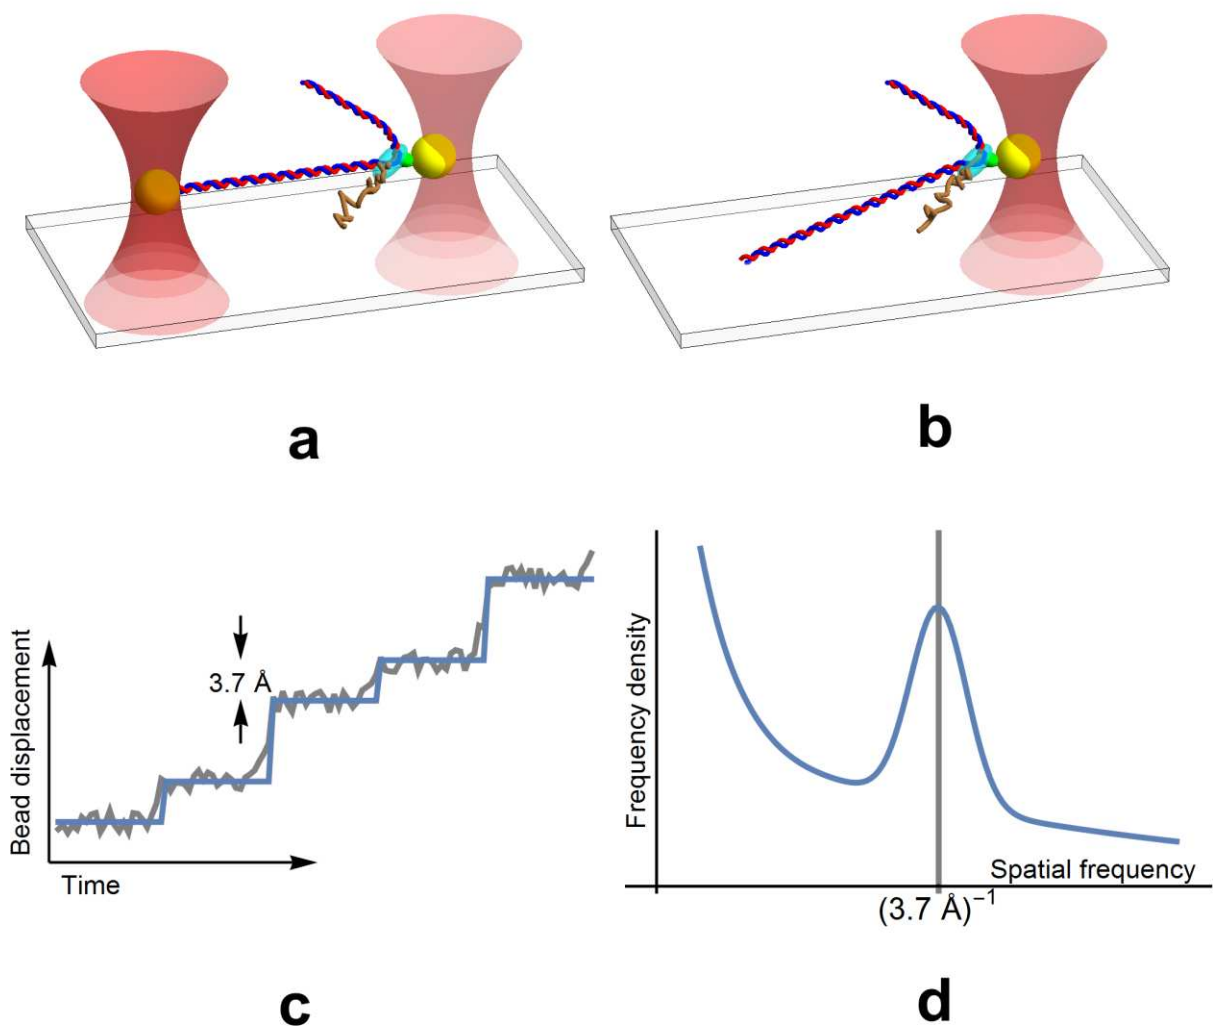 a
b
Bead displacement
3.7 Å
Time
Frequency density
Spatial frequency
(3.7 Å)⁻¹
c
d